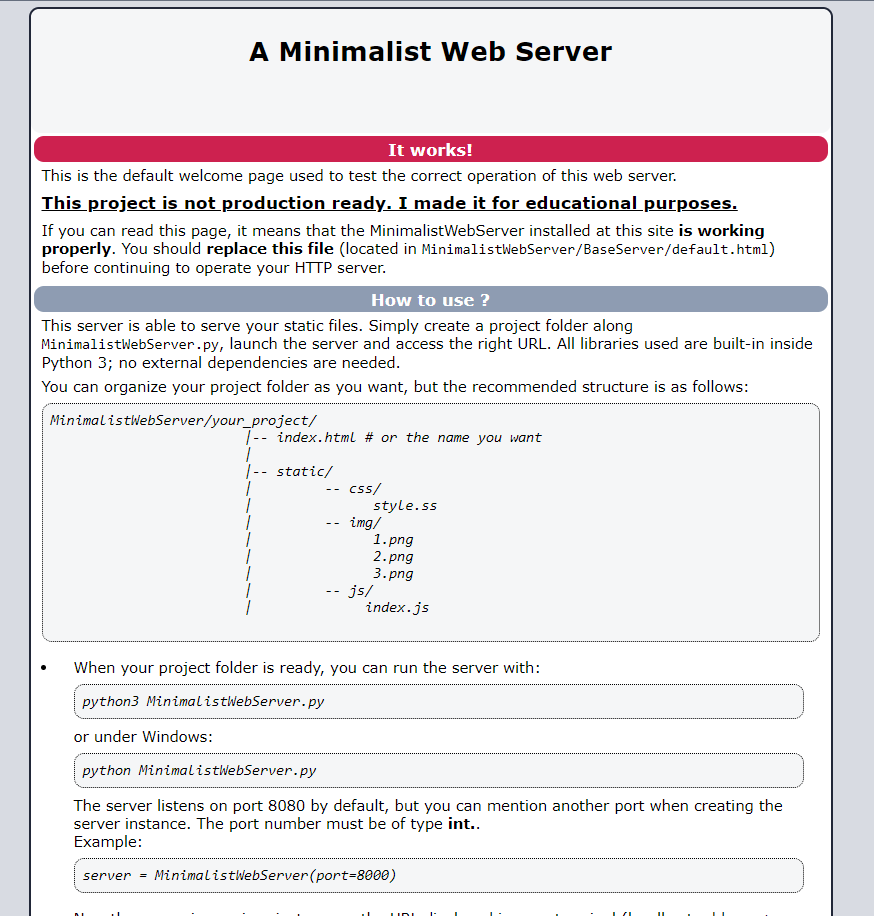 A Minimalist Web Server
It works!
This is the default welcome page used to test the correct operation of this web server.
This project is not production ready. I made it for educational purposes.
If you can read this page, it means that the MinimalistWebServer installed at this site is working
properly. You should replace this file (located in MinimalistWebServer/BaseServer/default.html)
before continuing to operate your HTTP server.
How to use ?
This server is able to serve your static files. Simply create a project folder along
MinimalistWebServer.py, launch the server and access the right URL. All libraries used are built-in inside
Python 3; no external dependencies are needed.
You can organize your project folder as you want, but the recommended structure is as follows:
MinimalistWebServer/your_project/
|-- index.html # or the name you want
|
|-- static/
| -- css/
| style.ss
| -- img/
| 1.png
| 2.png
| 3.png
| -- js/
| index.js
• When your project folder is ready, you can run the server with:
python3 MinimalistWebServer.py
or under Windows:
python MinimalistWebServer.py
The server listens on port 8080 by default, but you can mention another port when creating the
server instance. The port number must be of type int..
Example:
server = MinimalistWebServer(port=8000)